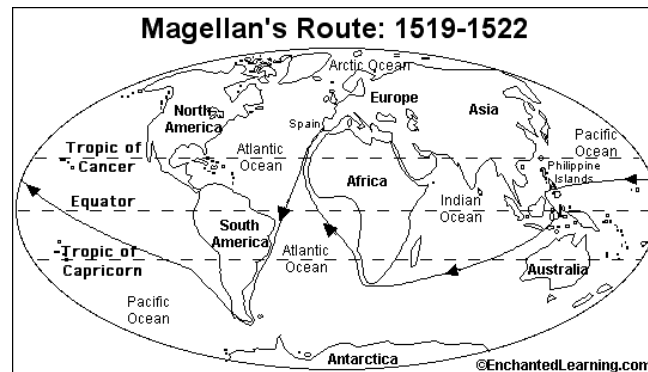 Magellan's Route: 1519-1522
Arctic Ocean
North
America
Europe
Asia
Spain
Pacific
Ocean
Tropic of
Cancer
Atlantic
Ocean
Philippine
Islands
Africa
Equator
Indian
Ocean
South
America
Tropic of
Capricorn
Atlantic
Ocean
Australia
Pacific
Ocean
Antarctica
©EnchantedLearning.com